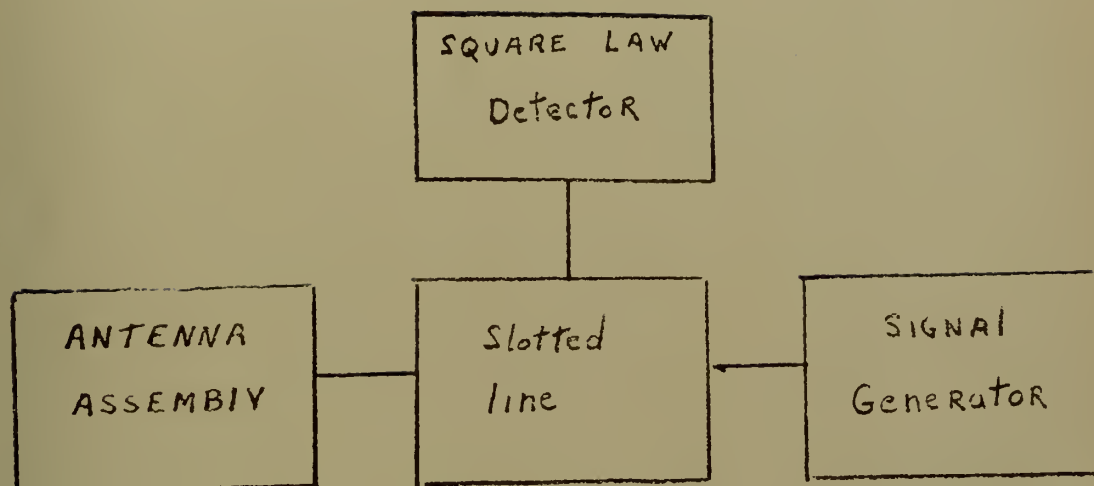 SQUARE LAW
DetectoR
ANTENNA
ASSEMBlY
Slotted
line
SIGNAl
GeneRatoR